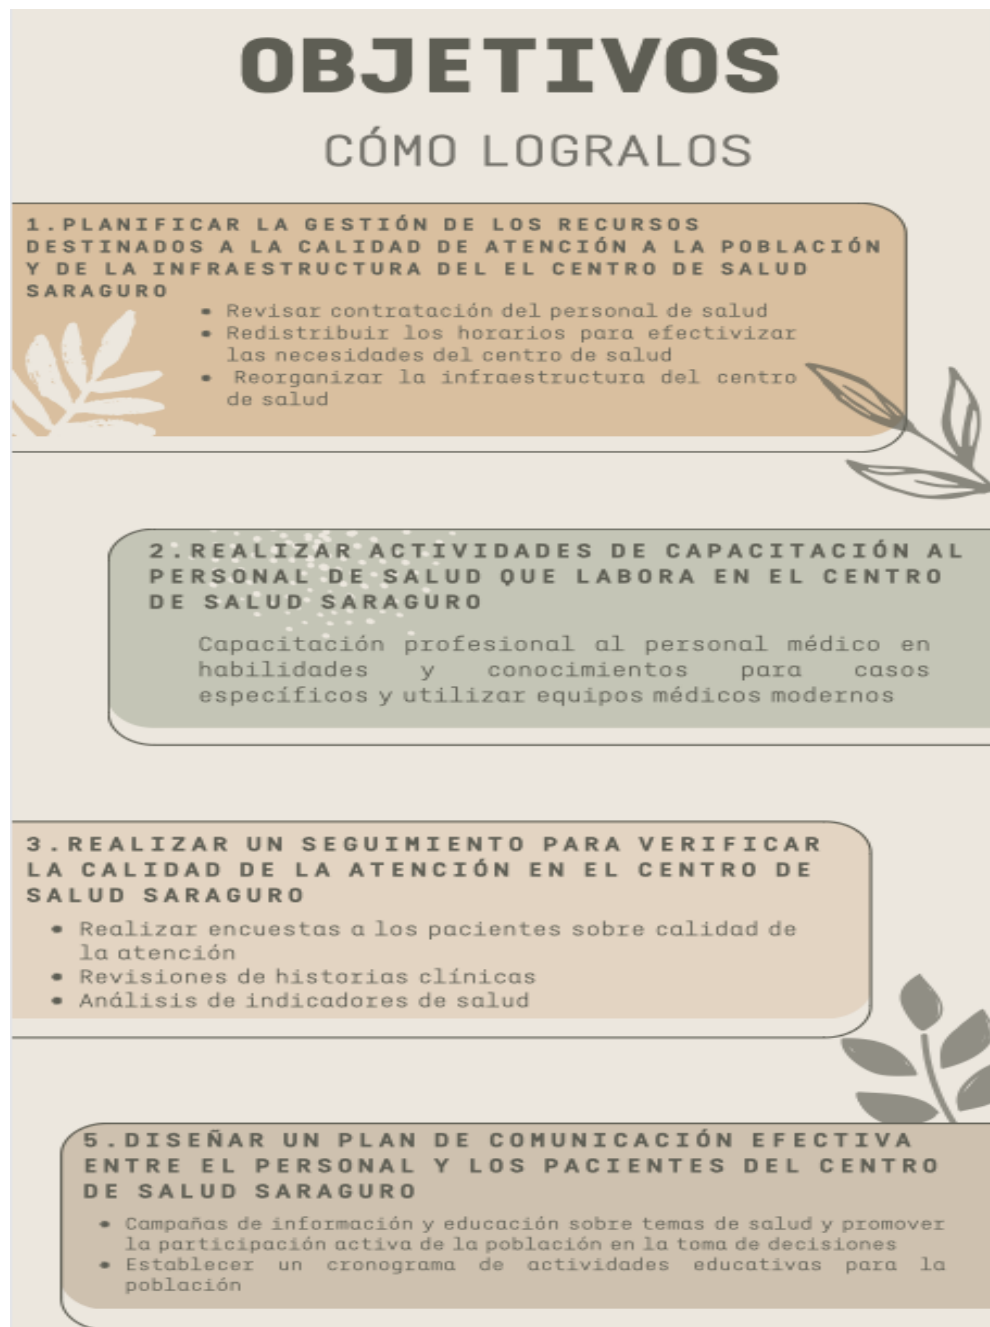 OBJETIVOS
CÓMO LOGRALOS
1.PLANIFICAR LA GESTIÓN DE LOS RECURSOS
DESTINADOS A LA CALIDAD DE ATENCIÓN A LA POBLACIÓN
Y DE LA INFRAESTRUCTURA DEL EL CENTRO DE SALUD
SARAGURO
• Revisar contratación del personal de salud
• Redistribuir los horarios para efectivizar
las necesidades del centro de salud
• Reorganizar la infraestructura del centro
de salud
2.REALIZAR ACTIVIDADES DE CAPACITACIÓN AL
PERSONAL DE SALUD QUE LABORA EN EL CENTRO
DE SALUD SARAGURO
Capacitación profesional al personal médico en
habilidades y conocimientos para casos
específicos y utilizar equipos médicos modernos
3.REALIZAR UN SEGUIMIENTO PARA VERIFICAR
LA CALIDAD DE LA ATENCIÓN EN EL CENTRO DE
SALUD SARAGURO
• Realizar encuestas a los pacientes sobre calidad de
la atención
• Revisiones de historias clínicas
• Análisis de indicadores de salud
5.DISEÑAR UN PLAN DE COMUNICACIÓN EFECTIVA
ENTRE EL PERSONAL Y LOS PACIENTES DEL CENTRO
DE SALUD SARAGURO
• Campañas de información y educación sobre temas de salud y promover
la participación activa de la población en la toma de decisiones
• Establecer un cronograma de actividades educativas para la
población